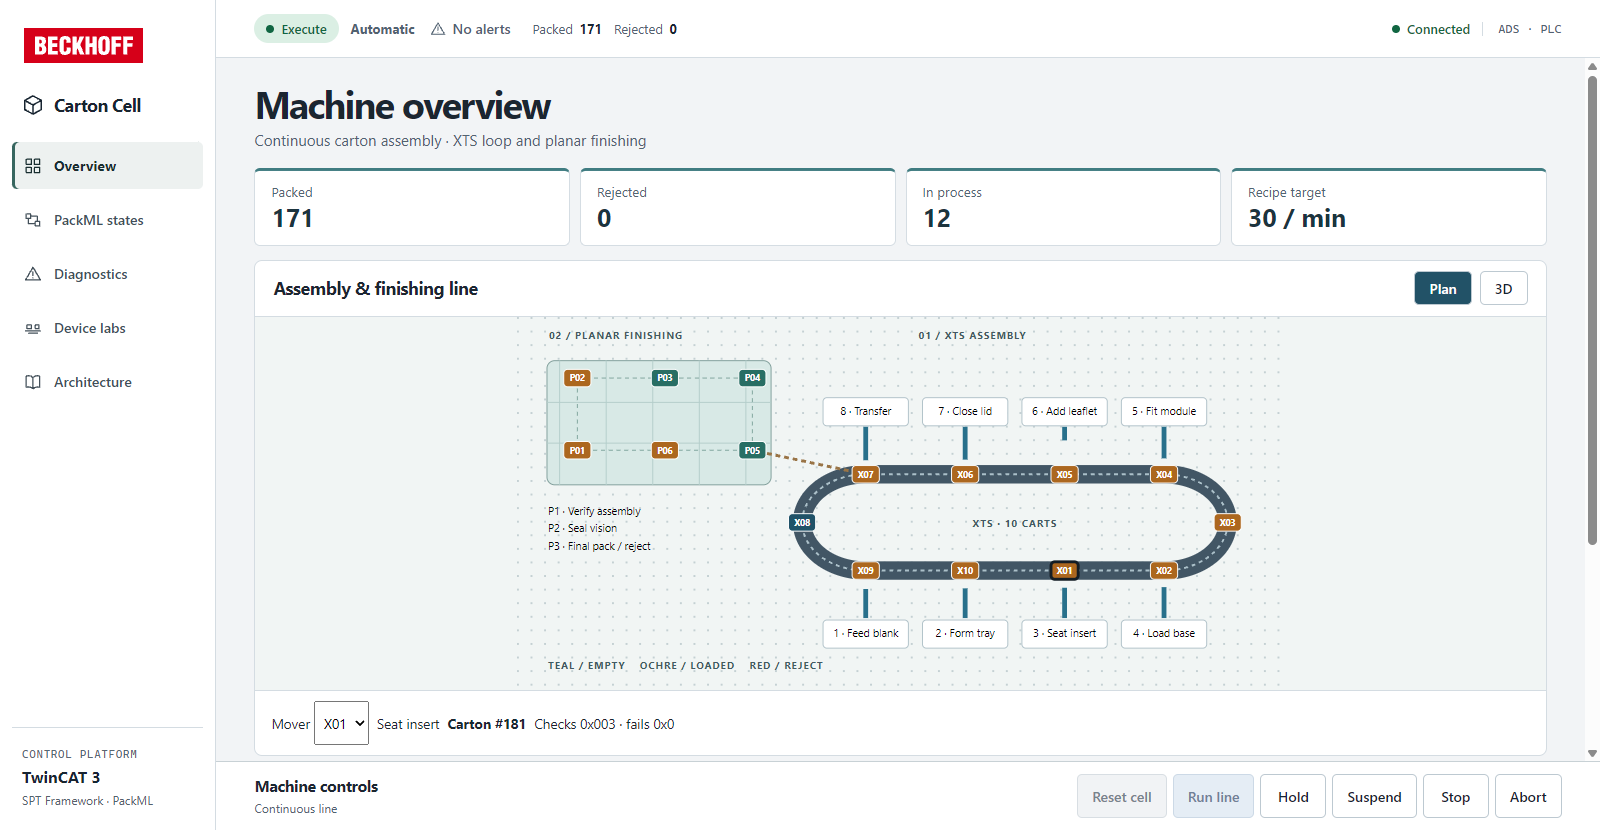 BECKHOFF
Carton Cell
Overview
PackML states
Diagnostics
Device labs
Architecture
CONTROL PLATFORM
TwinCAT 3
SPT Framework · PackML
Execute
Automatic
No alerts
Packed 171
Rejected 0
Connected
ADS · PLC
Machine overview
Continuous carton assembly · XTS loop and planar finishing
Packed
171
Rejected
0
In process
12
Recipe target
30 / min
Assembly & finishing line
Plan
3D
02 / PLANAR FINISHING
01 / XTS ASSEMBLY
P02
P03
P04
P01
P06
P05
8 · Transfer
7 · Close lid
6 · Add leaflet
5 · Fit module
X07
X06
X05
X04
X08
XTS · 10 CARTS
X03
X09
X10
X01
X02
P1 · Verify assembly
P2 · Seal vision
P3 · Final pack / reject
1 · Feed blank
2 · Form tray
3 · Seat insert
4 · Load base
TEAL / EMPTY
OCHRE / LOADED
RED / REJECT
Mover
X01
Seat insert
Carton #181
Checks 0x003 · fails 0x0
Machine controls
Continuous line
Reset cell
Run line
Hold
Suspend
Stop
Abort